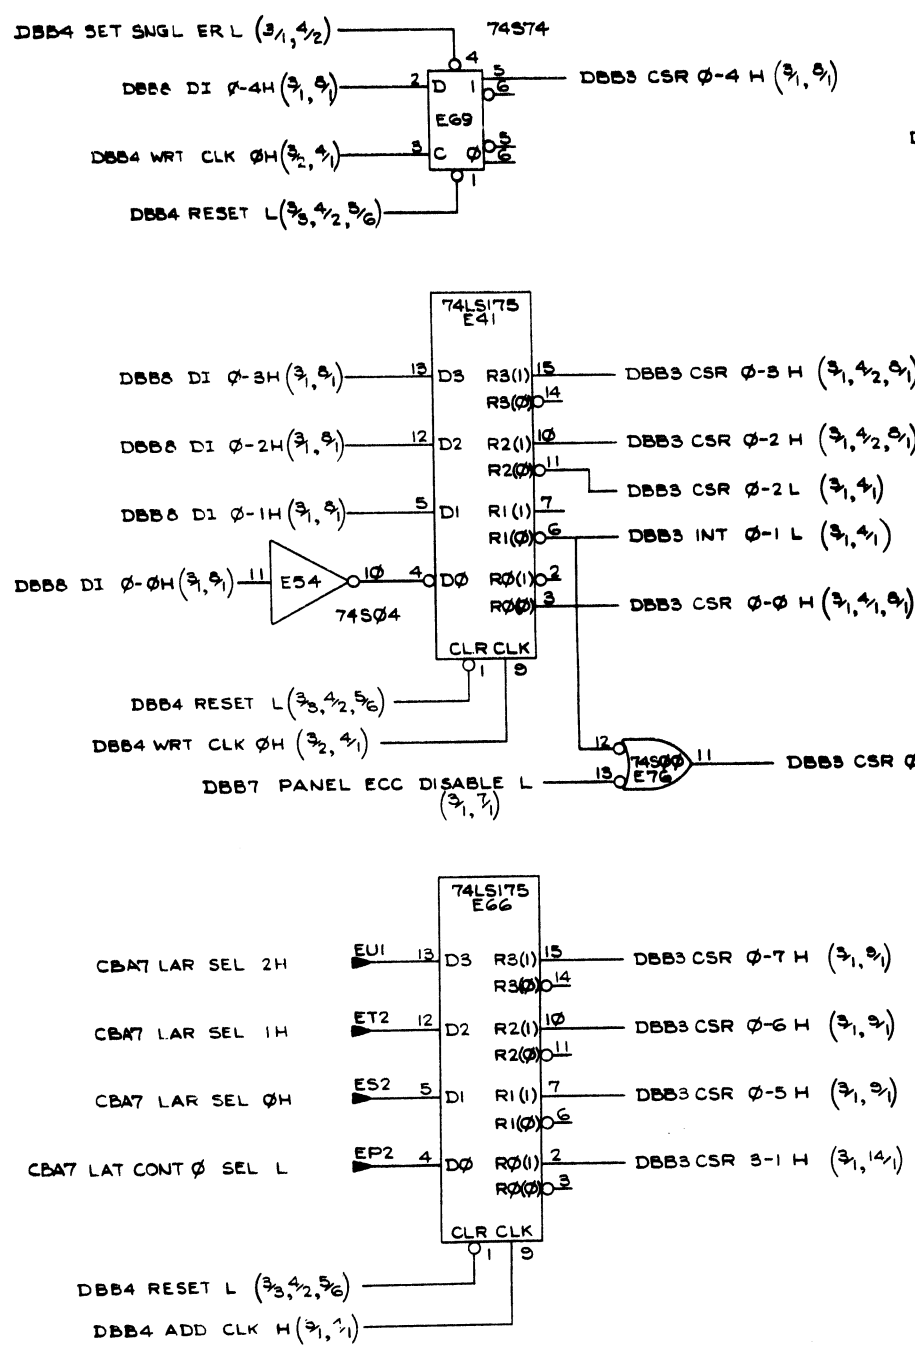 DBB4 SET SNGL ER L (3/1, 4/2)
74S74
4
DBB8 DI Ø-4H (3/1, 8/1)
2 D 1 5
6
DBB3 CSR Ø-4 H (3/1, 8/1)
E69
DBB4 WRT CLK ØH (3/2, 4/1)
3 C Ø 5
6
1
DBB4 RESET L (3/3, 4/2, 5/6)
74LS175
E41
DBB8 DI Ø-3H (3/1, 8/1) 13 D3 R3(1) 15 DBB3 CSR Ø-3 H (3/1, 4/2, 8/1)
R3(Ø) 14
DBB8 DI Ø-2H (3/1, 8/1) 12 D2 R2(1) 1Ø DBB3 CSR Ø-2 H (3/1, 4/2, 8/1)
R2(Ø) 11
DBB3 CSR Ø-2 L (3/1, 4/1)
DBB8 DI Ø-1H (3/1, 8/1) 5 D1 R1(1) 7
R1(Ø) 6 DBB3 INT Ø-1 L (3/1, 4/1)
DBB8 DI Ø-ØH (3/1, 8/1) 11 E54 1Ø 4 DØ RØ(1) 2
74SØ4
RØ(Ø) 3 DBB3 CSR Ø-Ø H (3/1, 4/1, 8/1)
CLR CLK
1 9
DBB4 RESET L (3/3, 4/2, 5/6)
DBB4 WRT CLK ØH (3/2, 4/1)
12 74SØØ 11 DBB3 CSR Ø
DBB7 PANEL ECC DISABLE L 13 E76
(3/1, 7/1)
74LS175
E66
CBA7 LAR SEL 2H EU1 13 D3 R3(1) 15 DBB3 CSR Ø-7 H (3/1, 9/1)
R3(Ø) 14
CBA7 LAR SEL 1H ET2 12 D2 R2(1) 1Ø DBB3 CSR Ø-6 H (3/1, 9/1)
R2(Ø) 11
CBA7 LAR SEL ØH ES2 5 D1 R1(1) 7 DBB3 CSR Ø-5 H (3/1, 9/1)
R1(Ø) 6
CBA7 LAT CONT Ø SEL L EP2 4 DØ RØ(1) 2 DBB3 CSR 3-1 H (3/1, 14/1)
RØ(Ø) 3
CLR CLK
1 9
DBB4 RESET L (3/3, 4/2, 5/6)
DBB4 ADD CLK H